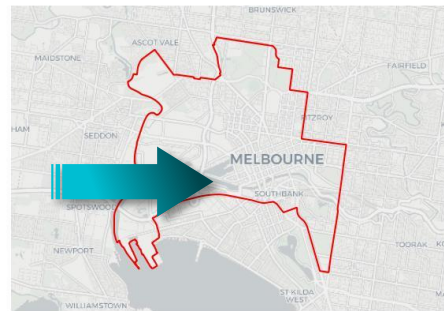 BRUNSWICK
ASCOT VALE
MAIDSTONE
FAIRFIELD
FITZROY
HAM
SEDDON
MELBOURNE
SOUTHBANK
SPOTSWOOD
NEWPORT
TOORAK
ST KILDA
WEST
WILLIAMSTOWN